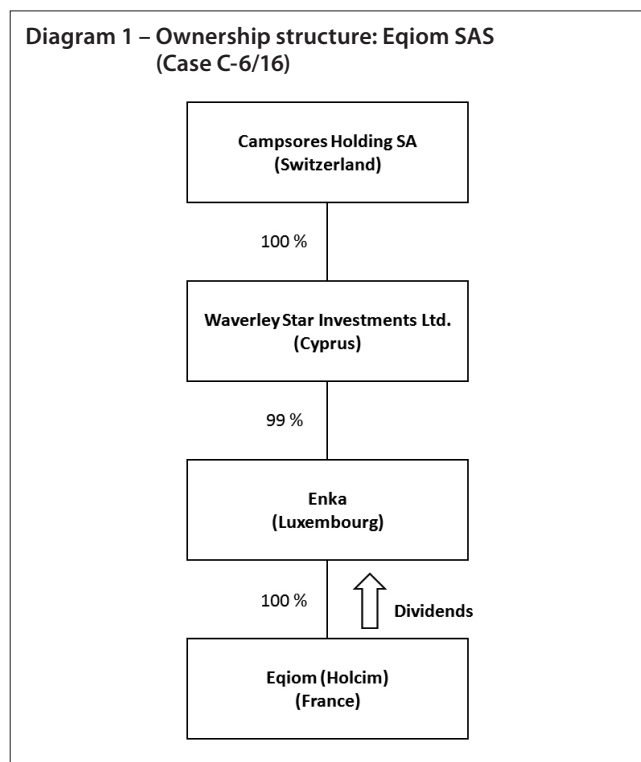 Diagram 1 – Ownership structure: Eqiom SAS
(Case C-6/16)
Campsores Holding SA
(Switzerland)
100 %
Waverley Star Investments Ltd.
(Cyprus)
99 %
Enka
(Luxembourg)
100 %
Dividends
Eqiom (Holcim)
(France)